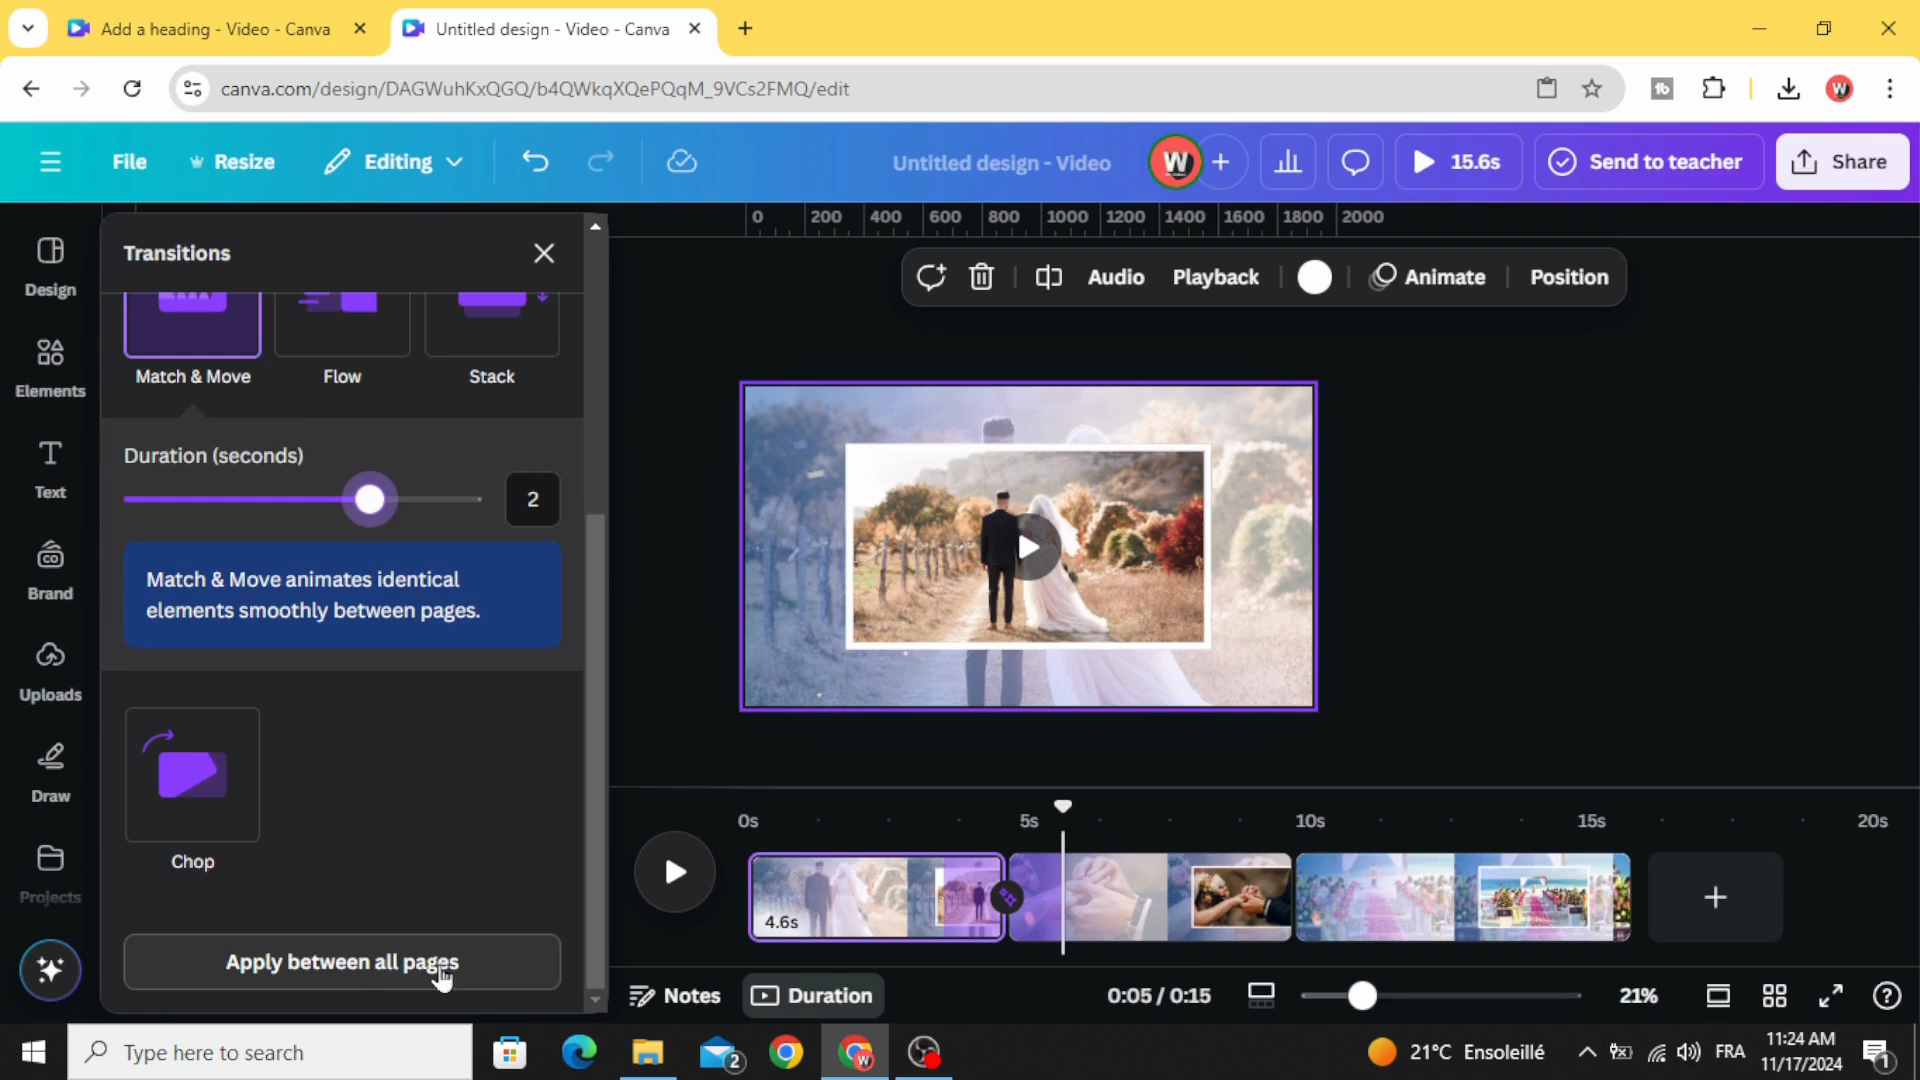 Add a heading - Video - Canva
Untitled design - Video - Canva
canva.com/design/DAGWuhKxQGQ/b4QWkqXQePQqM_9VCs2FMQ/edit
File
Resize
Editing
Untitled design - Video
W
15.6s
Send to teacher
Share
0 200 400 600 800 1000 1200 1400 1600 1800 2000
Design
Elements
Text
Brand
Uploads
Draw
Projects
Transitions
Match & Move
Flow
Stack
Duration (seconds)
2
Match & Move animates identical
elements smoothly between pages.
Chop
Apply between all pages
Audio
Playback
Animate
Position
0s 5s 10s 15s 20s
4.6s
Notes
Duration
0:05 / 0:15
21%
Type here to search
2
21°C Ensoleillé
FRA
11:24 AM
11/17/2024
1